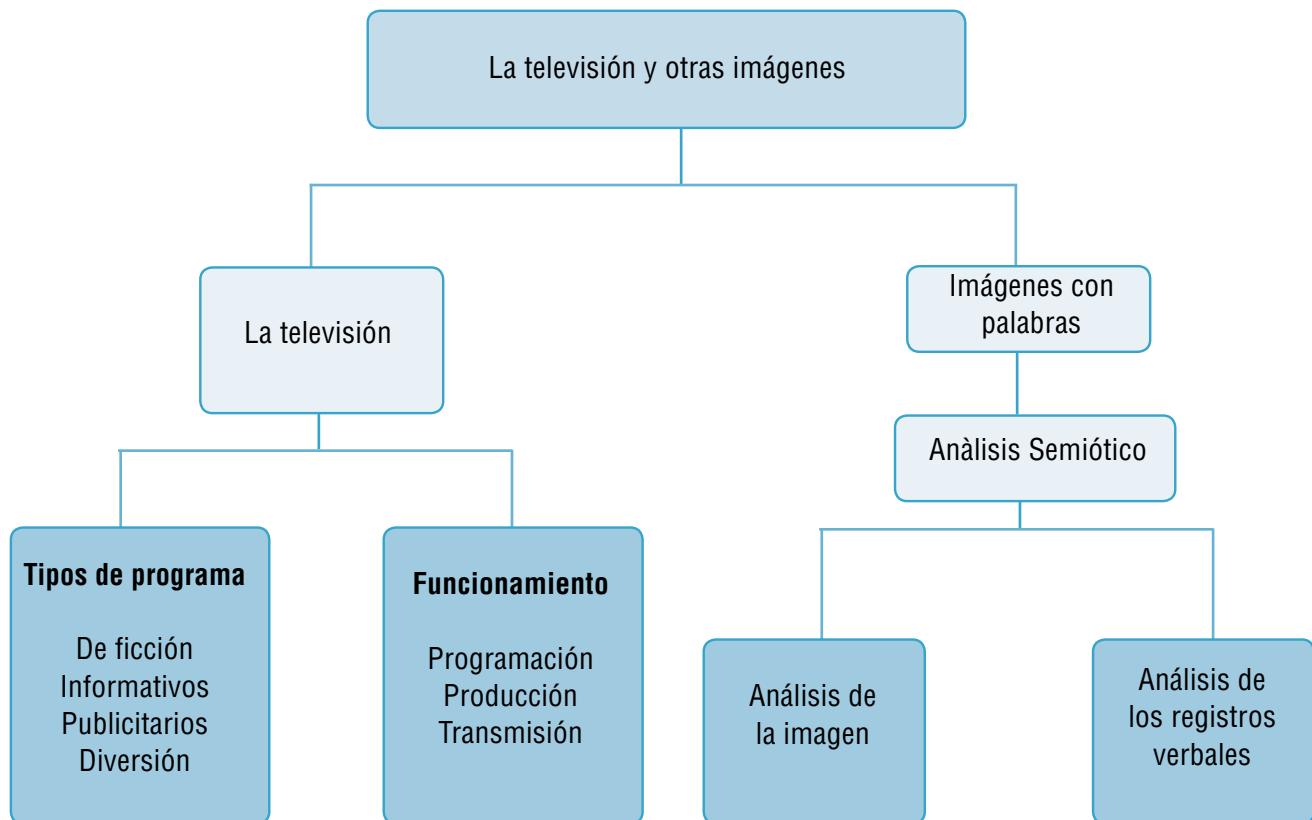 La televisión y otras imágenes
La televisión
Imágenes con
palabras
Anàlisis Semiótico
Tipos de programa
De ficción
Informativos
Publicitarios
Diversión
Funcionamiento
Programación
Producción
Transmisión
Análisis de
la imagen
Análisis de
los registros
verbales